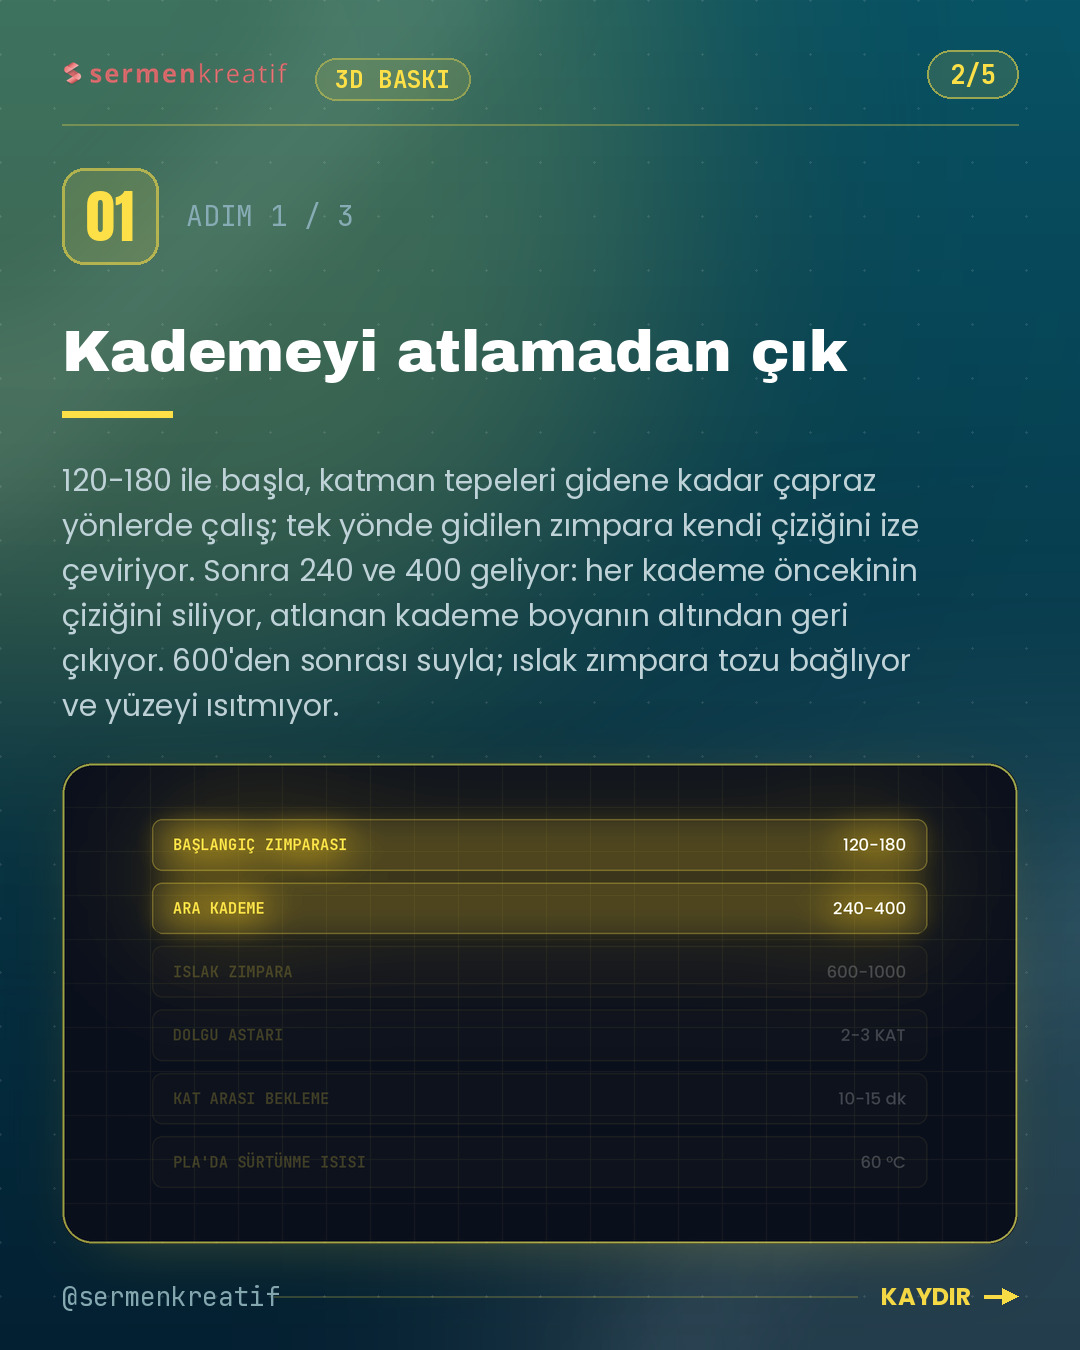 sermenkreatif
3D BASKI
2/5
01
ADIM 1 / 3
Kademeyi atlamadan çık
120-180 ile başla, katman tepeleri gidene kadar çapraz
yönlerde çalış; tek yönde gidilen zımpara kendi çiziğini ize
çeviriyor. Sonra 240 ve 400 geliyor: her kademe öncekinin
çiziğini siliyor, atlanan kademe boyanın altından geri
çıkıyor. 600'den sonrası suyla; ıslak zımpara tozu bağlıyor
ve yüzeyi ısıtmıyor.
BAŞLANGIÇ ZIMPARASI 120-180
ARA KADEME 240-400
ISLAK ZIMPARA 600-1000
DOLGU ASTARI 2-3 KAT
KAT ARASI BEKLEME 10-15 dk
PLA'DA SÜRTÜNME ISISI 60 °C
@sermenkreatif
KAYDIR